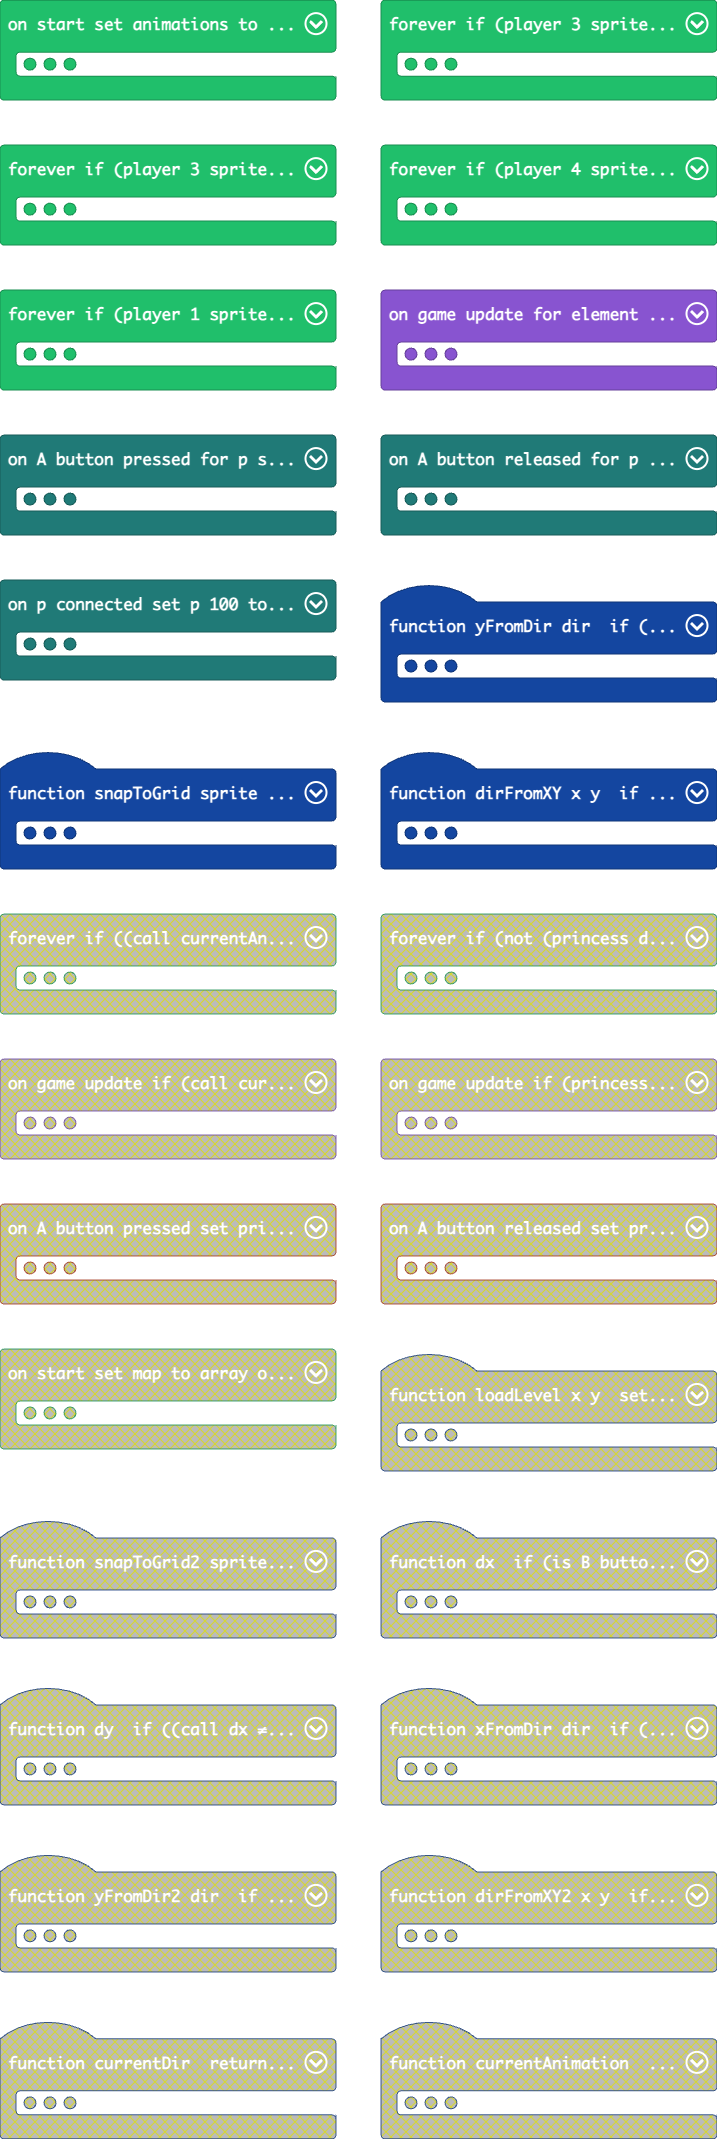 on start set animations to ...
forever if (player 3 sprite...
forever if (player 3 sprite...
forever if (player 4 sprite...
forever if (player 1 sprite...
on game update for element ...
on A button pressed for p s...
on A button released for p ...
on p connected set p 100 to...
function yFromDir dir  if (...
function snapToGrid sprite ...
function dirFromXY x y  if ...
forever if ((call currentAn...
forever if (not (princess d...
on game update if (call cur...
on game update if (princess...
on A button pressed set pri...
on A button released set pr...
on start set map to array o...
function loadLevel x y  set...
function snapToGrid2 sprite...
function dx  if (is B butto...
function dy  if ((call dx ≠...
function xFromDir dir  if (...
function yFromDir2 dir  if ...
function dirFromXY2 x y  if...
function currentDir  return...
function currentAnimation  ...